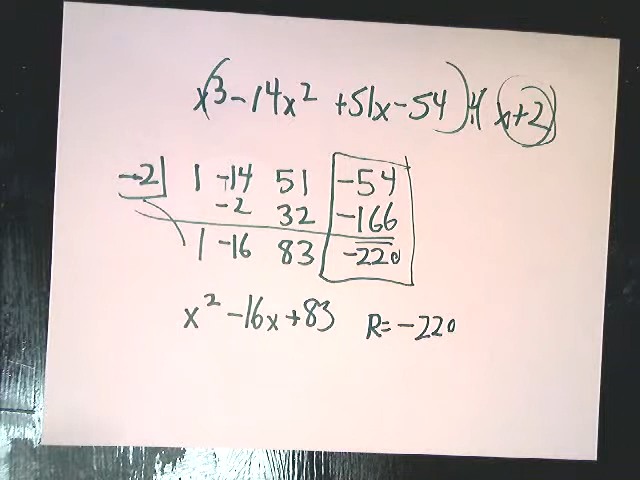 (x³-14x²+51x-54)÷(x+2)
-2| 1 -14 51 -54
-2 32 -166
1 -16 83 -220
x²-16x+83 R=-220